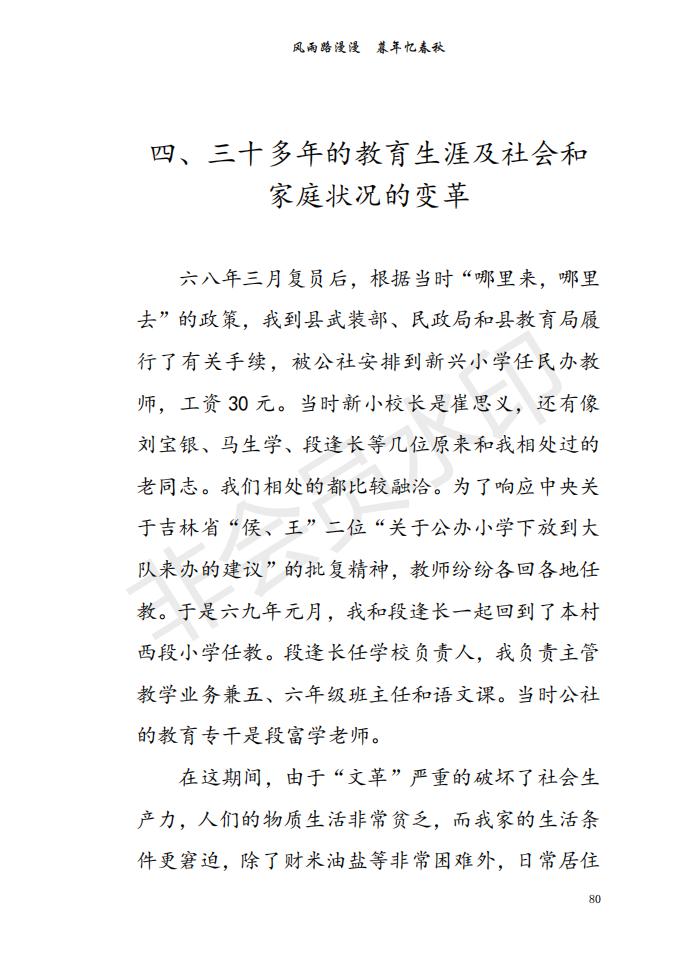 风雨路漫漫　暮年忆春秋
四、三十多年的教育生涯及社会和
家庭状况的变革
六八年三月复员后，根据当时“哪里来，哪里
去”的政策，我到县武装部、民政局和县教育局履
行了有关手续，被公社安排到新兴小学任民办教
师，工资 30 元。当时新小校长是崔思义，还有像
刘宝银、马生学、段逢长等几位原来和我相处过的
老同志。我们相处的都比较融洽。为了响应中央关
于吉林省“侯、王”二位“关于公办小学下放到大
队来办的建议”的批复精神，教师纷纷各回各地任
教。于是六九年元月，我和段逢长一起回到了本村
西段小学任教。段逢长任学校负责人，我负责主管
教学业务兼五、六年级班主任和语文课。当时公社
的教育专干是段富学老师。
在这期间，由于“文革”严重的破坏了社会生
产力，人们的物质生活非常贫乏，而我家的生活条
件更窘迫，除了财米油盐等非常困难外，日常居住
80
非会员水印